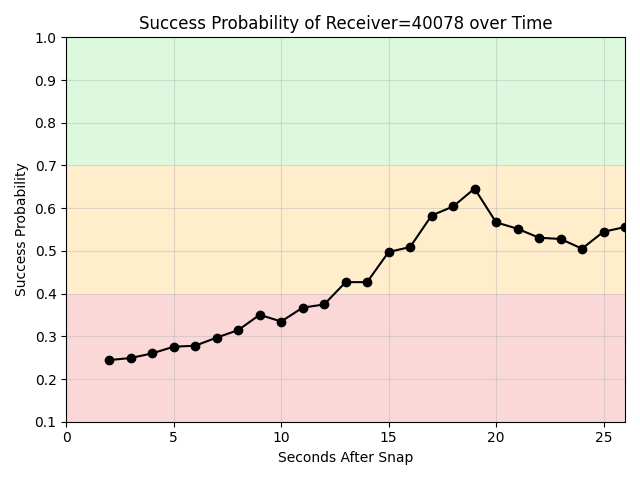 Success Probability of Receiver=40078 over Time
1.0
0.9
0.8
0.7
0.6
0.5
0.4
0.3
0.2
0.1
Success Probability
0 5 10 15 20 25
Seconds After Snap